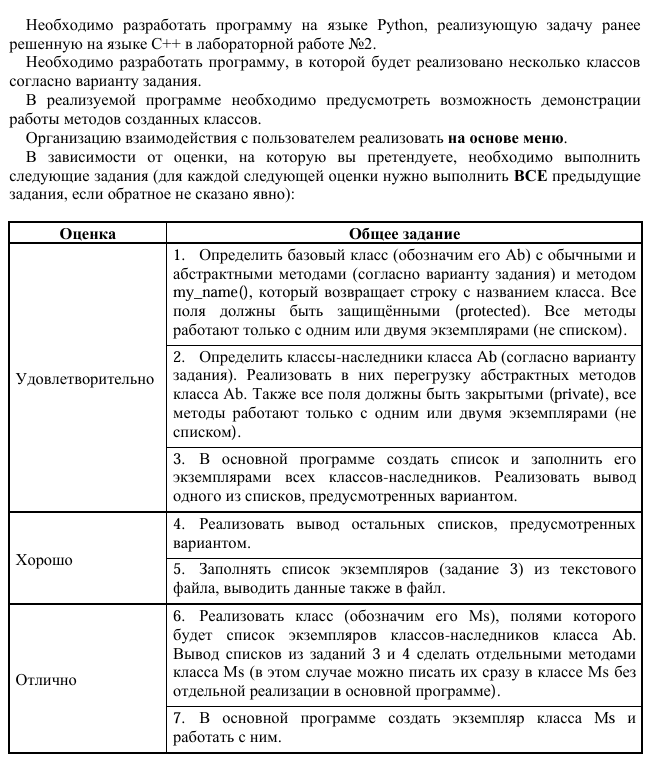 Необходимо разработать программу на языке Python, реализующую задачу ранее
решенную на языке С++ в лабораторной работе №2.
Необходимо разработать программу, в которой будет реализовано несколько классов
согласно варианту задания.
В реализуемой программе необходимо предусмотреть возможность демонстрации
работы методов созданных классов.
Организацию взаимодействия с пользователем реализовать на основе меню.
В зависимости от оценки, на которую вы претендуете, необходимо выполнить
следующие задания (для каждой следующей оценки нужно выполнить ВСЕ предыдущие
задания, если обратное не сказано явно):
Оценка Общее задание
Удовлетворительно
1. Определить базовый класс (обозначим его Ab) с обычными и
абстрактными методами (согласно варианту задания) и методом
my_name(), который возвращает строку с названием класса. Все
поля должны быть защищёнными (protected). Все методы
работают только с одним или двумя экземплярами (не списком).
2. Определить классы-наследники класса Ab (согласно варианту
задания). Реализовать в них перегрузку абстрактных методов
класса Ab. Также все поля должны быть закрытыми (private), все
методы работают только с одним или двумя экземплярами (не
списком).
3. В основной программе создать список и заполнить его
экземплярами всех классов-наследников. Реализовать вывод
одного из списков, предусмотренных вариантом.
Хорошо
4. Реализовать вывод остальных списков, предусмотренных
вариантом.
5. Заполнять список экземпляров (задание 3) из текстового
файла, выводить данные также в файл.
Отлично
6. Реализовать класс (обозначим его Ms), полями которого
будет список экземпляров классов-наследников класса Ab.
Вывод списков из заданий 3 и 4 сделать отдельными методами
класса Ms (в этом случае можно писать их сразу в классе Ms без
отдельной реализации в основной программе).
7. В основной программе создать экземпляр класса Ms и
работать с ним.